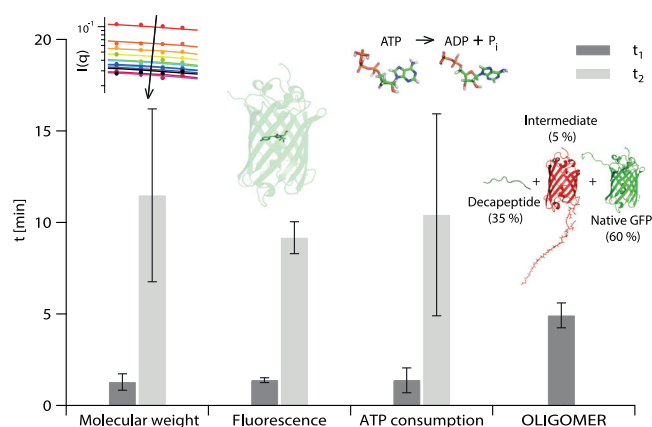 20
15
10
5
0
t [min]
10⁻¹
I(q)
ATP → ADP + Pᵢ
t₁
t₂
Intermediate
(5 %)
+
+
Decapeptide
(35 %)
Native GFP
(60 %)
Molecular weight
Fluorescence
ATP consumption
OLIGOMER